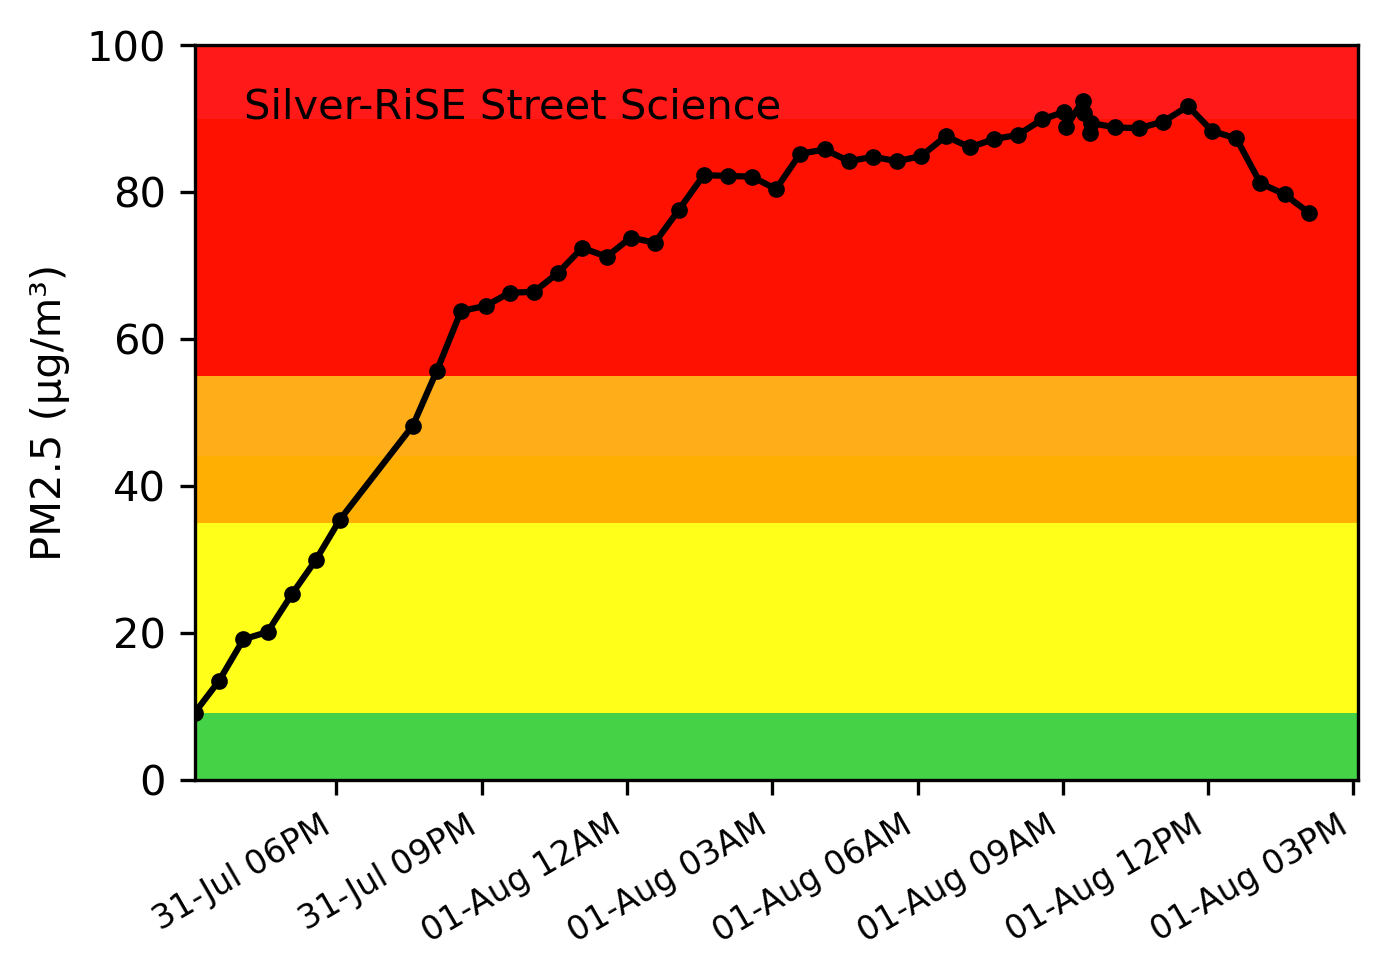 Silver-RiSE Street Science
PM2.5 (µg/m³)
100
80
60
40
20
0
31-Jul 06PM
31-Jul 09PM
01-Aug 12AM
01-Aug 03AM
01-Aug 06AM
01-Aug 09AM
01-Aug 12PM
01-Aug 03PM